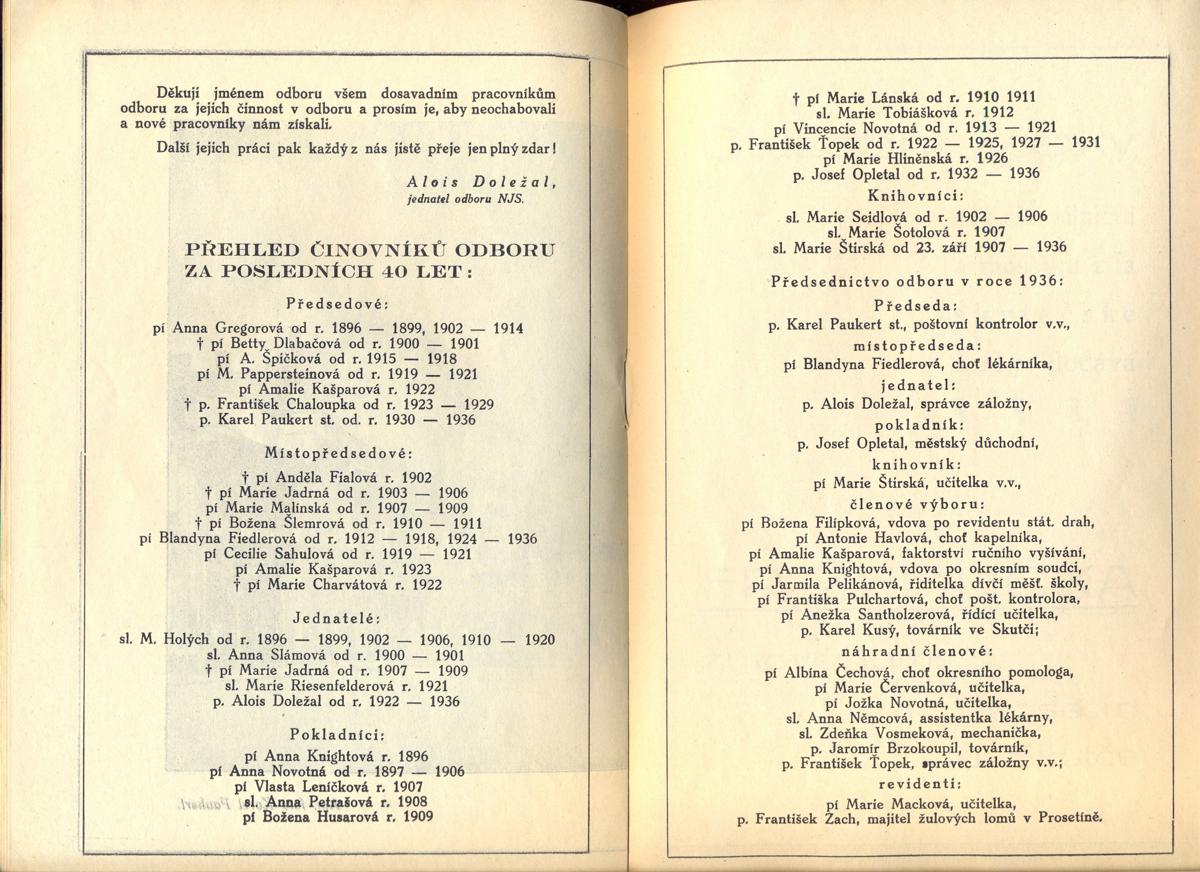 Děkuji jménem odboru všem dosavadním pracovníkům
odboru za jejich činnost v odboru a prosím je, aby neochabovali
a nové pracovníky nám získali.
Další jejich práci pak každý z nás jistě přeje jen plný zdar!
Alois Doležal,
jednatel odboru NJS.
PŘEHLED ČINOVNÍKŮ ODBORU
ZA POSLEDNÍCH 40 LET:
Předsedové:
pí Anna Gregorová od r. 1896 — 1899, 1902 — 1914
† pí Betty Dlabačová od r. 1900 — 1901
pí A. Špičková od r. 1915 — 1918
pí M. Pappersteinová od r. 1919 — 1921
pí Amalie Kašparová r. 1922
† p. František Chaloupka od r. 1923 — 1929
p. Karel Paukert st. od. r. 1930 — 1936
Místopředsedové:
† pí Anděla Fialová r. 1902
† pí Marie Jadrná od r. 1903 — 1906
pí Marie Malinská od r. 1907 — 1909
† pí Božena Šlemrová od r. 1910 — 1911
pí Blandyna Fiedlerová od r. 1912 — 1918, 1924 — 1936
pí Cecilie Sahulová od r. 1919 — 1921
pí Amalie Kašparová r. 1923
† pí Marie Charvátová r. 1922
Jednatelé:
sl. M. Holých od r. 1896 — 1899, 1902 — 1906, 1910 — 1920
sl. Anna Slámová od r. 1900 — 1901
† pí Marie Jadrná od r. 1907 — 1909
sl. Marie Riesenfelderová r. 1921
p. Alois Doležal od r. 1922 — 1936
Pokladníci:
pí Anna Knightová r. 1896
pí Anna Novotná od r. 1897 — 1906
pí Vlasta Leníčková r. 1907
sl. Anna Petrašová r. 1908
pí Božena Husarová r. 1909
† pí Marie Lánská od r. 1910 1911
sl. Marie Tobiášková r. 1912
pí Vincencie Novotná od r. 1913 — 1921
p. František Ťopek od r. 1922 — 1925, 1927 — 1931
pí Marie Hliněnská r. 1926
p. Josef Opletal od r. 1932 — 1936
Knihovníci:
sl. Marie Seidlová od r. 1902 — 1906
sl. Marie Šotolová r. 1907
sl. Marie Štirská od 23. září 1907 — 1936
Předsednictvo odboru v roce 1936:
Předseda:
p. Karel Paukert st., poštovní kontrolor v.v.,
místopředseda:
pí Blandyna Fiedlerová, choť lékárníka,
jednatel:
p. Alois Doležal, správce záložny,
pokladník:
p. Josef Opletal, městský důchodní,
knihovník:
pí Marie Štirská, učitelka v.v.,
členové výboru:
pí Božena Filipková, vdova po revidentu stát. drah,
pí Antonie Havlová, choť kapelníka,
pí Amalie Kašparová, faktorství ručního vyšívání,
pí Anna Knightová, vdova po okresním soudci,
pí Jarmila Pelikánová, řiditelka dívčí měšť. školy,
pí Františka Pulchartová, choť pošt. kontrolora,
pí Anežka Santholzerová, řídící učitelka,
p. Karel Kusý, továrník ve Skutči;
náhradní členové:
pí Albína Čechová, choť okresního pomologa,
pí Marie Červenková, učitelka,
pí Jožka Novotná, učitelka,
sl. Anna Němcová, assistentka lékárny,
sl. Zdeňka Vosmeková, mechanička,
p. Jaromír Brzokoupil, továrník,
p. František Ťopek, správec záložny v.v.;
revidenti:
pí Marie Macková, učitelka,
p. František Zach, majitel žulových lomů v Prosetíně.